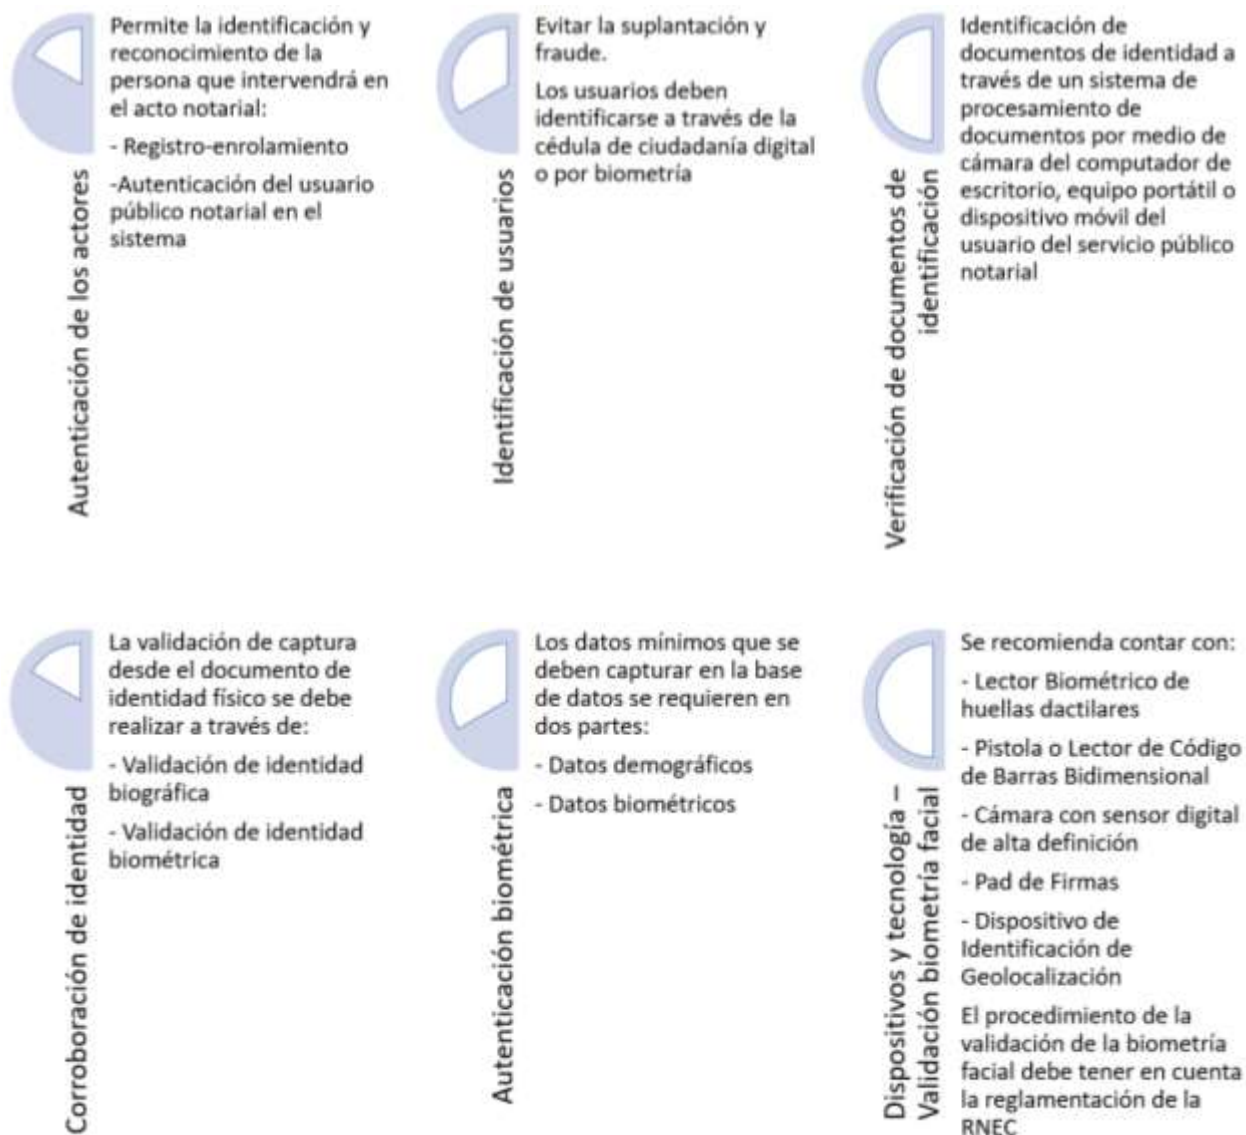 Autenticación de los actores
Permite la identificación y
reconocimiento de la
persona que intervendrá en
el acto notarial:
- Registro-enrolamiento
-Autenticación del usuario
público notarial en el
sistema
Identificación de usuarios
Evitar la suplantación y
fraude.
Los usuarios deben
identificarse a través de la
cédula de ciudadanía digital
o por biometría
Verificación de documentos de
identificación
Identificación de
documentos de identidad a
través de un sistema de
procesamiento de
documentos por medio de
cámara del computador de
escritorio, equipo portátil o
dispositivo móvil del
usuario del servicio público
notarial
Corroboración de identidad
La validación de captura
desde el documento de
identidad físico se debe
realizar a través de:
- Validación de identidad
biográfica
- Validación de identidad
biométrica
Autenticación biométrica
Los datos mínimos que se
deben capturar en la base
de datos se requieren en
dos partes:
- Datos demográficos
- Datos biométricos
Dispositivos y tecnología –
Validación biometría facial
Se recomienda contar con:
- Lector Biométrico de
huellas dactilares
- Pistola o Lector de Código
de Barras Bidimensional
- Cámara con sensor digital
de alta definición
- Pad de Firmas
- Dispositivo de
Identificación de
Geolocalización
El procedimiento de la
validación de la biometría
facial debe tener en cuenta
la reglamentación de la
RNEC